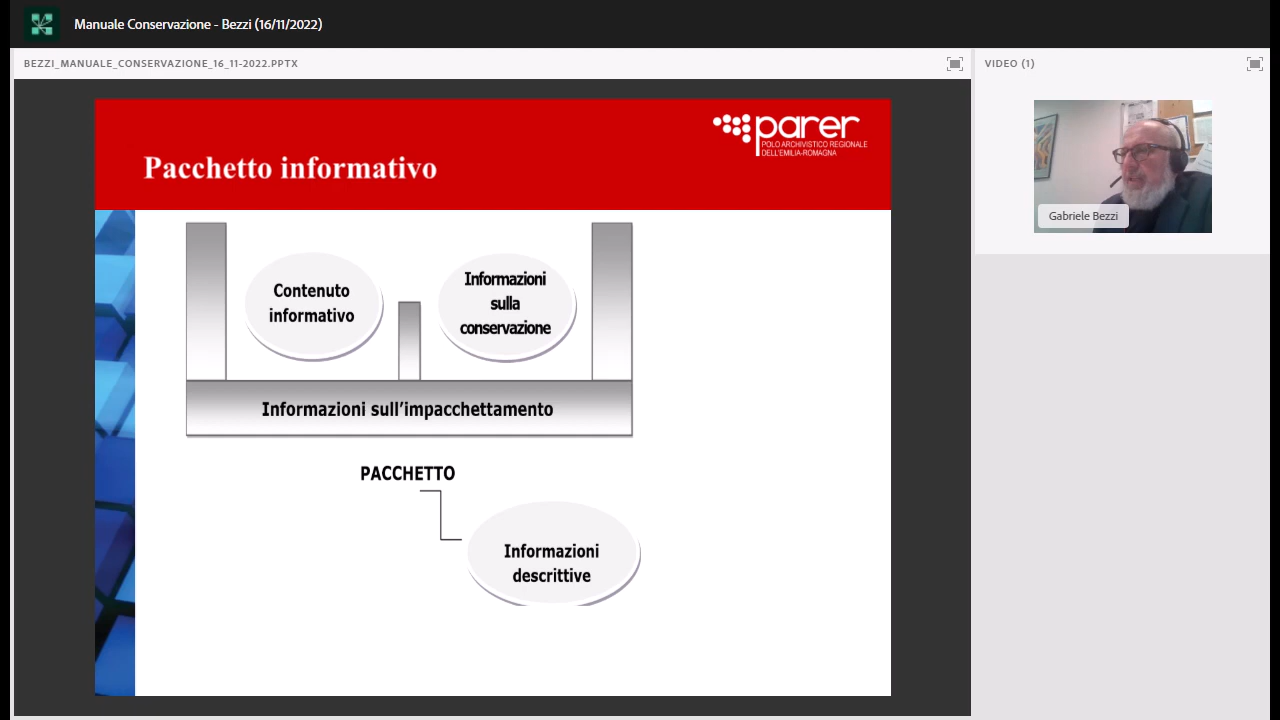 Manuale Conservazione - Bezzi (16/11/2022)
BEZZI_MANUALE_CONSERVAZIONE_16_11-2022.PPTX
VIDEO (1)
parer
POLO ARCHIVISTICO REGIONALE
DELL'EMILIA-ROMAGNA
Pacchetto informativo
Contenuto
informativo
Informazioni
sulla
conservazione
Informazioni sull’impacchettamento
PACCHETTO
Informazioni
descrittive
Gabriele Bezzi